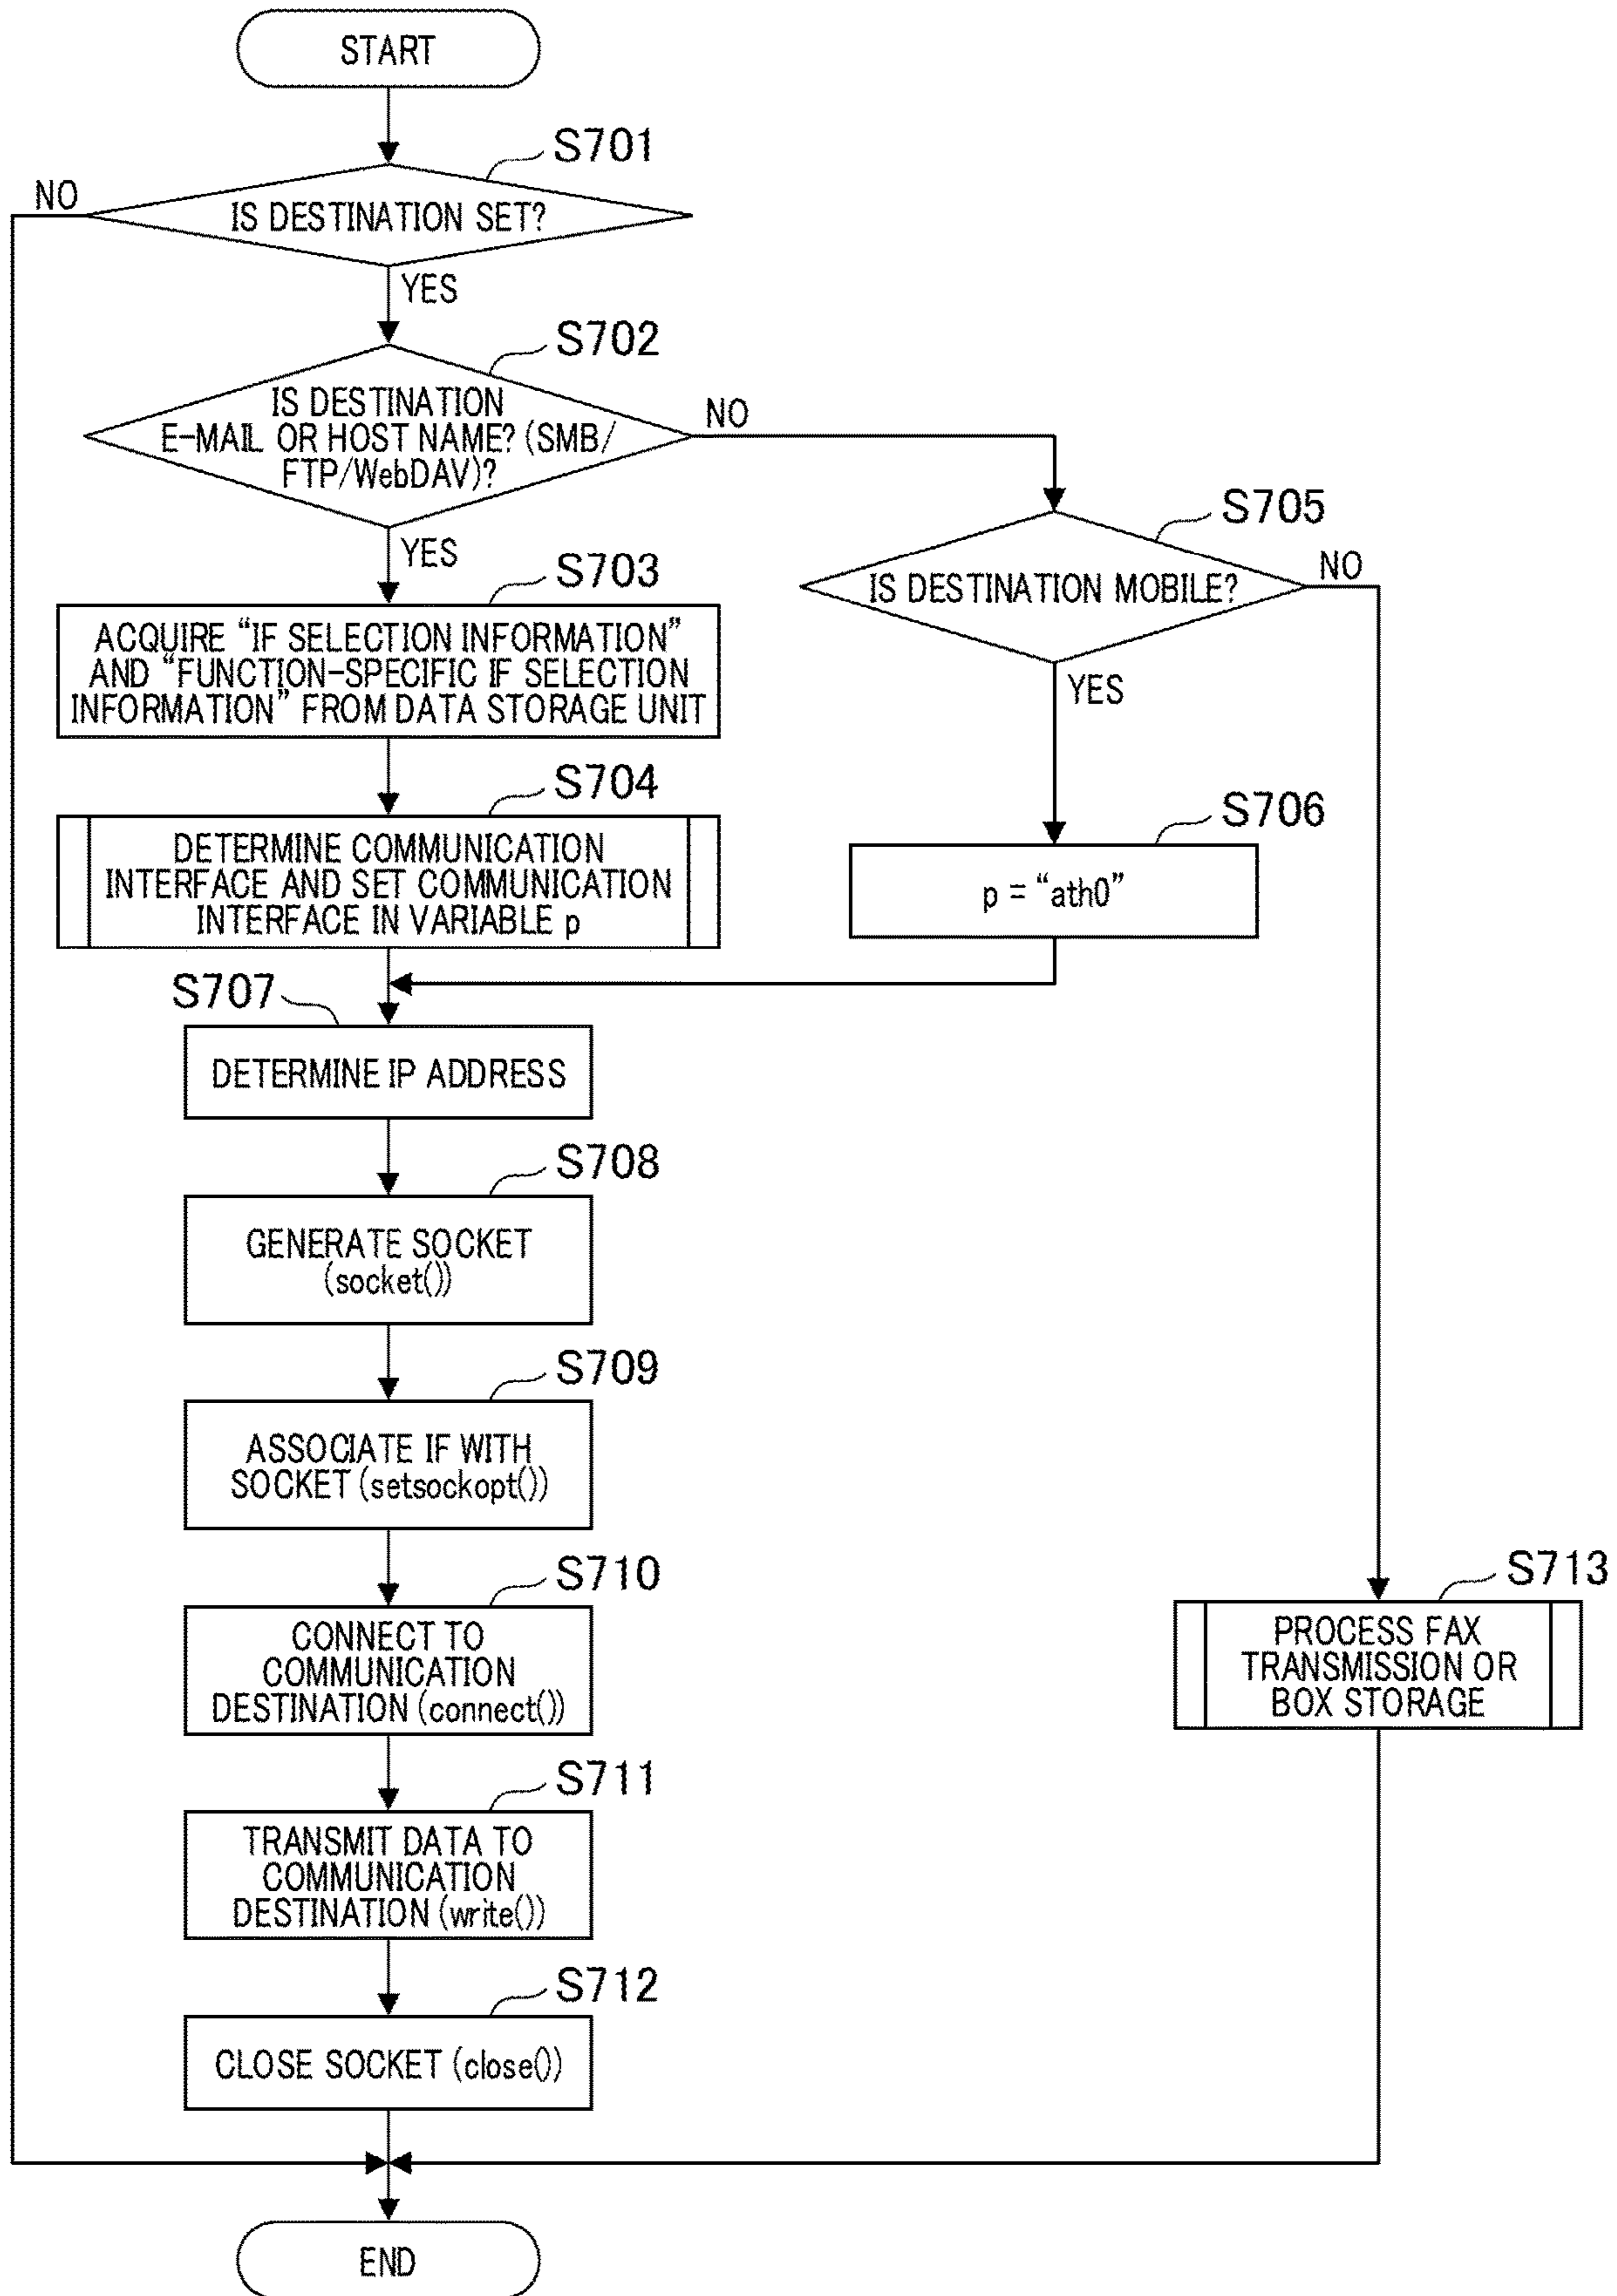 START
S701
NO
IS DESTINATION SET?
YES
S702
IS DESTINATION
E-MAIL OR HOST NAME? (SMB/
FTP/WebDAV)?
NO
YES
S703
ACQUIRE “IF SELECTION INFORMATION”
AND “FUNCTION-SPECIFIC IF SELECTION
INFORMATION” FROM DATA STORAGE UNIT
S704
DETERMINE COMMUNICATION
INTERFACE AND SET COMMUNICATION
INTERFACE IN VARIABLE p
S705
IS DESTINATION MOBILE?
NO
YES
S706
p = “ath0”
S707
DETERMINE IP ADDRESS
S708
GENERATE SOCKET
(socket())
S709
ASSOCIATE IF WITH
SOCKET (setsockopt())
S710
CONNECT TO
COMMUNICATION
DESTINATION (connect())
S711
TRANSMIT DATA TO
COMMUNICATION
DESTINATION (write())
S712
CLOSE SOCKET (close())
S713
PROCESS FAX
TRANSMISSION OR
BOX STORAGE
END